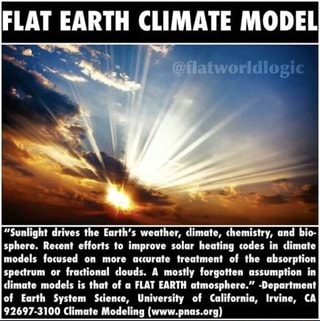 FLAT EARTH CLIMATE MODEL
@flatworldlogic
“Sunlight drives the Earth’s weather, climate, chemistry, and bio-
sphere. Recent efforts to improve solar heating codes in climate
models focused on more accurate treatment of the absorption
spectrum or fractional clouds. A mostly forgotten assumption in
climate models is that of a FLAT EARTH atmosphere.” -Department
of Earth System Science, University of California, Irvine, CA
92697-3100 Climate Modeling (www.pnas.org)